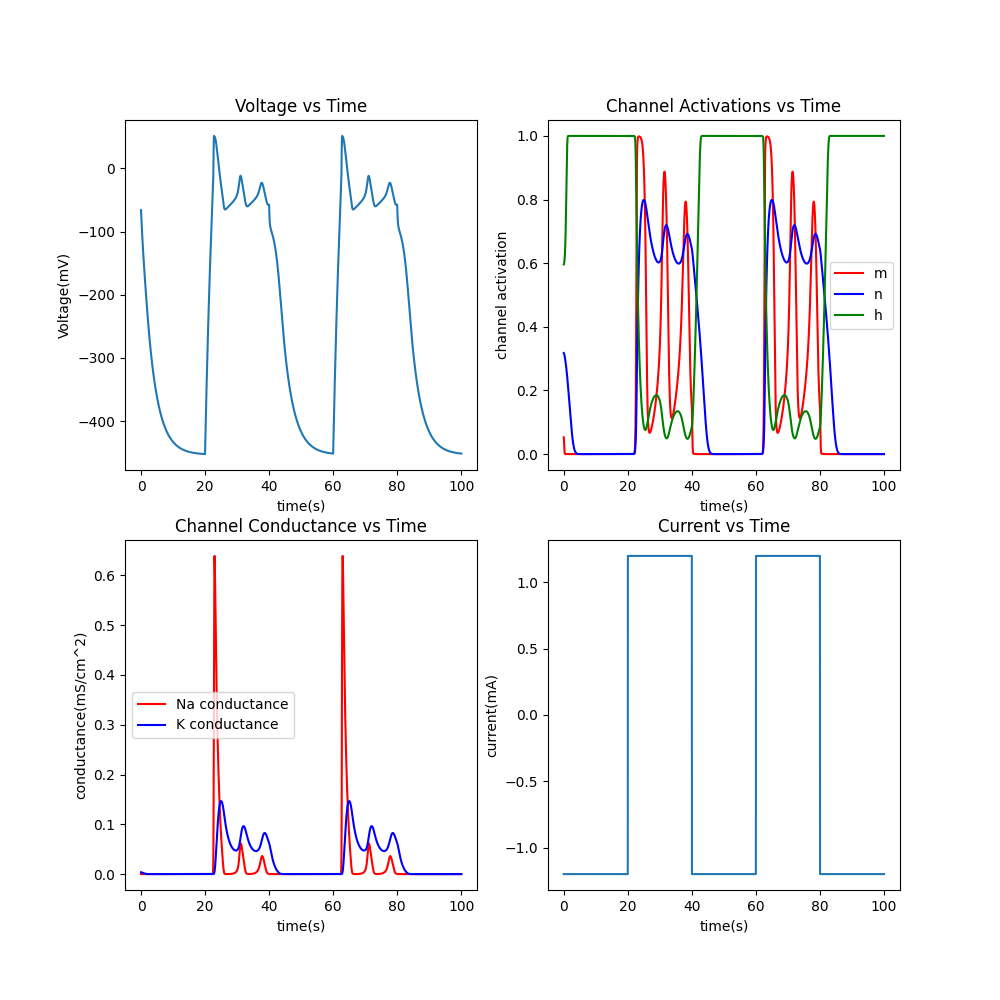 Voltage vs Time
Voltage(mV)
0
−100
−200
−300
−400
0 20 40 60 80 100
time(s)
Channel Activations vs Time
channel activation
1.0
0.8
0.6
0.4
0.2
0.0
m
n
h
0 20 40 60 80 100
time(s)
Channel Conductance vs Time
conductance(mS/cm^2)
0.6
0.5
0.4
0.3
0.2
0.1
0.0
Na conductance
K conductance
0 20 40 60 80 100
time(s)
Current vs Time
current(mA)
1.0
0.5
0.0
−0.5
−1.0
0 20 40 60 80 100
time(s)